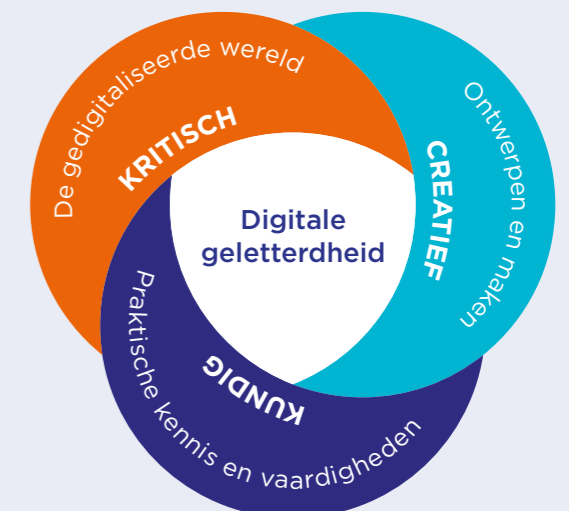 De gedigitaliseerde wereld
KRITISCH
Ontwerpen en maken
CREATIEF
Digitale
geletterdheid
KUNDIG
Praktische kennis en vaardigheden